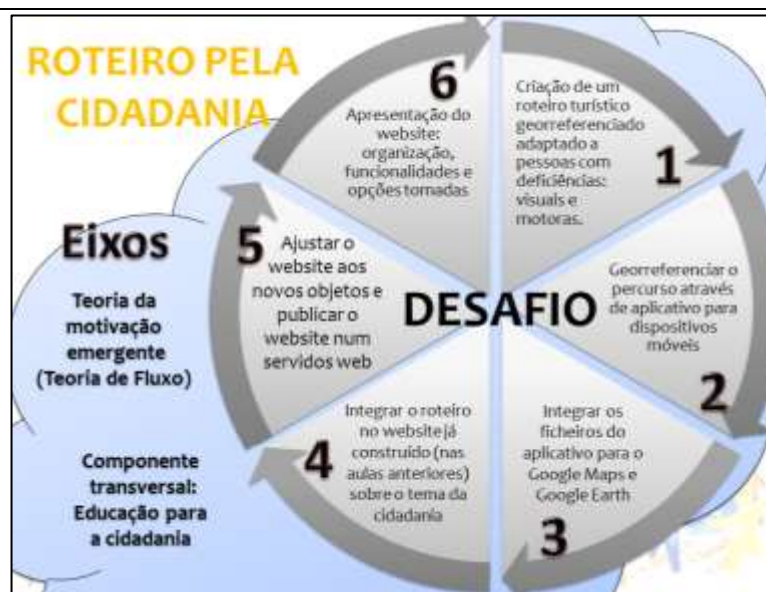 ROTEIRO PELA
CIDADANIA
6
Apresentação do
website:
organização,
funcionalidades e
opções tomadas
Criação de um
roteiro turístico
georreferenciado
adaptado a
pessoas com
deficiências:
visuais e
motoras.
1
Eixos
Teoria da
motivação
emergente
(Teoria de Fluxo)
Componente
transversal:
Educação para
a cidadania
5
Ajustar o
website aos
novos objetos e
publicar o
website num
servidos web
DESAFIO
Georreferenciar o
percurso através
de aplicativo para
dispositivos
móveis
2
4
Integrar o roteiro
no website já
construído (nas
aulas anteriores)
sobre o tema da
cidadania
Integrar os
ficheiros do
aplicativo para o
Google Maps e
Google Earth
3